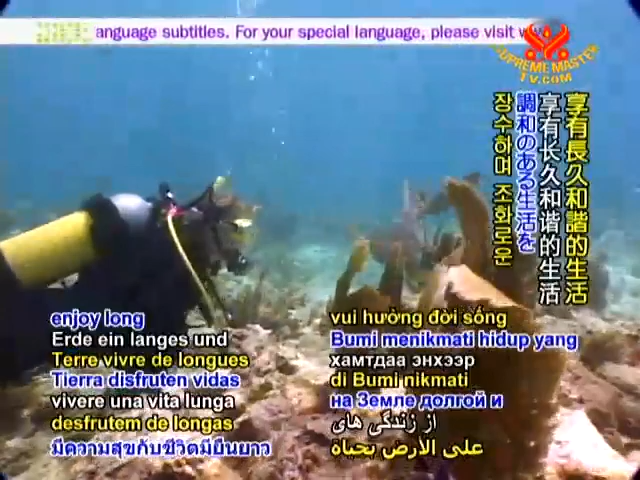 anguage subtitles. For your special language, please visit
SUPREME MASTER
TV.COM
享有長久和諧的生活
享有长久和谐的生活
調和のある生活を
장수하며 조화로운
enjoy long
Erde ein langes und
Terre vivre de longues
Tierra disfruten vidas
vivere una vita lunga
desfrutem de longas
มีความสุขกับชีวิตมียืนยาว
vui hưởng đời sống
Bumi menikmati hidup yang
хамтдаа энхээр
di Bumi nikmati
на Земле долгой и
از زندگی های
على الأرض بحياة